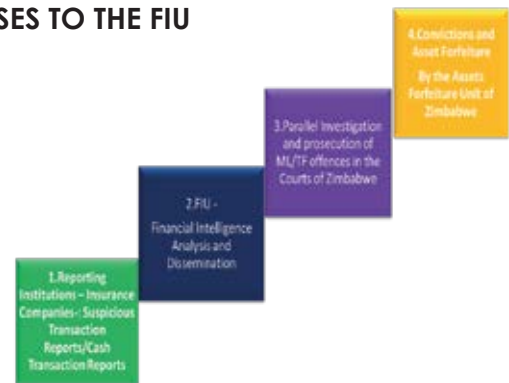 SES TO THE FIU
4.Convictions and
Asset Forfeiture
By the Assets
Forfeiture Unit of
Zimbabwe
3.Parallel Investigation
and prosecution of
ML/TF offences in the
Courts of Zimbabwe
2.FIU -
Financial Intelligence
Analysis and
Dissemination
1.Reporting
Institutions – Insurance
Companies-: Suspicious
Transaction
Reports/Cash
Transaction Reports